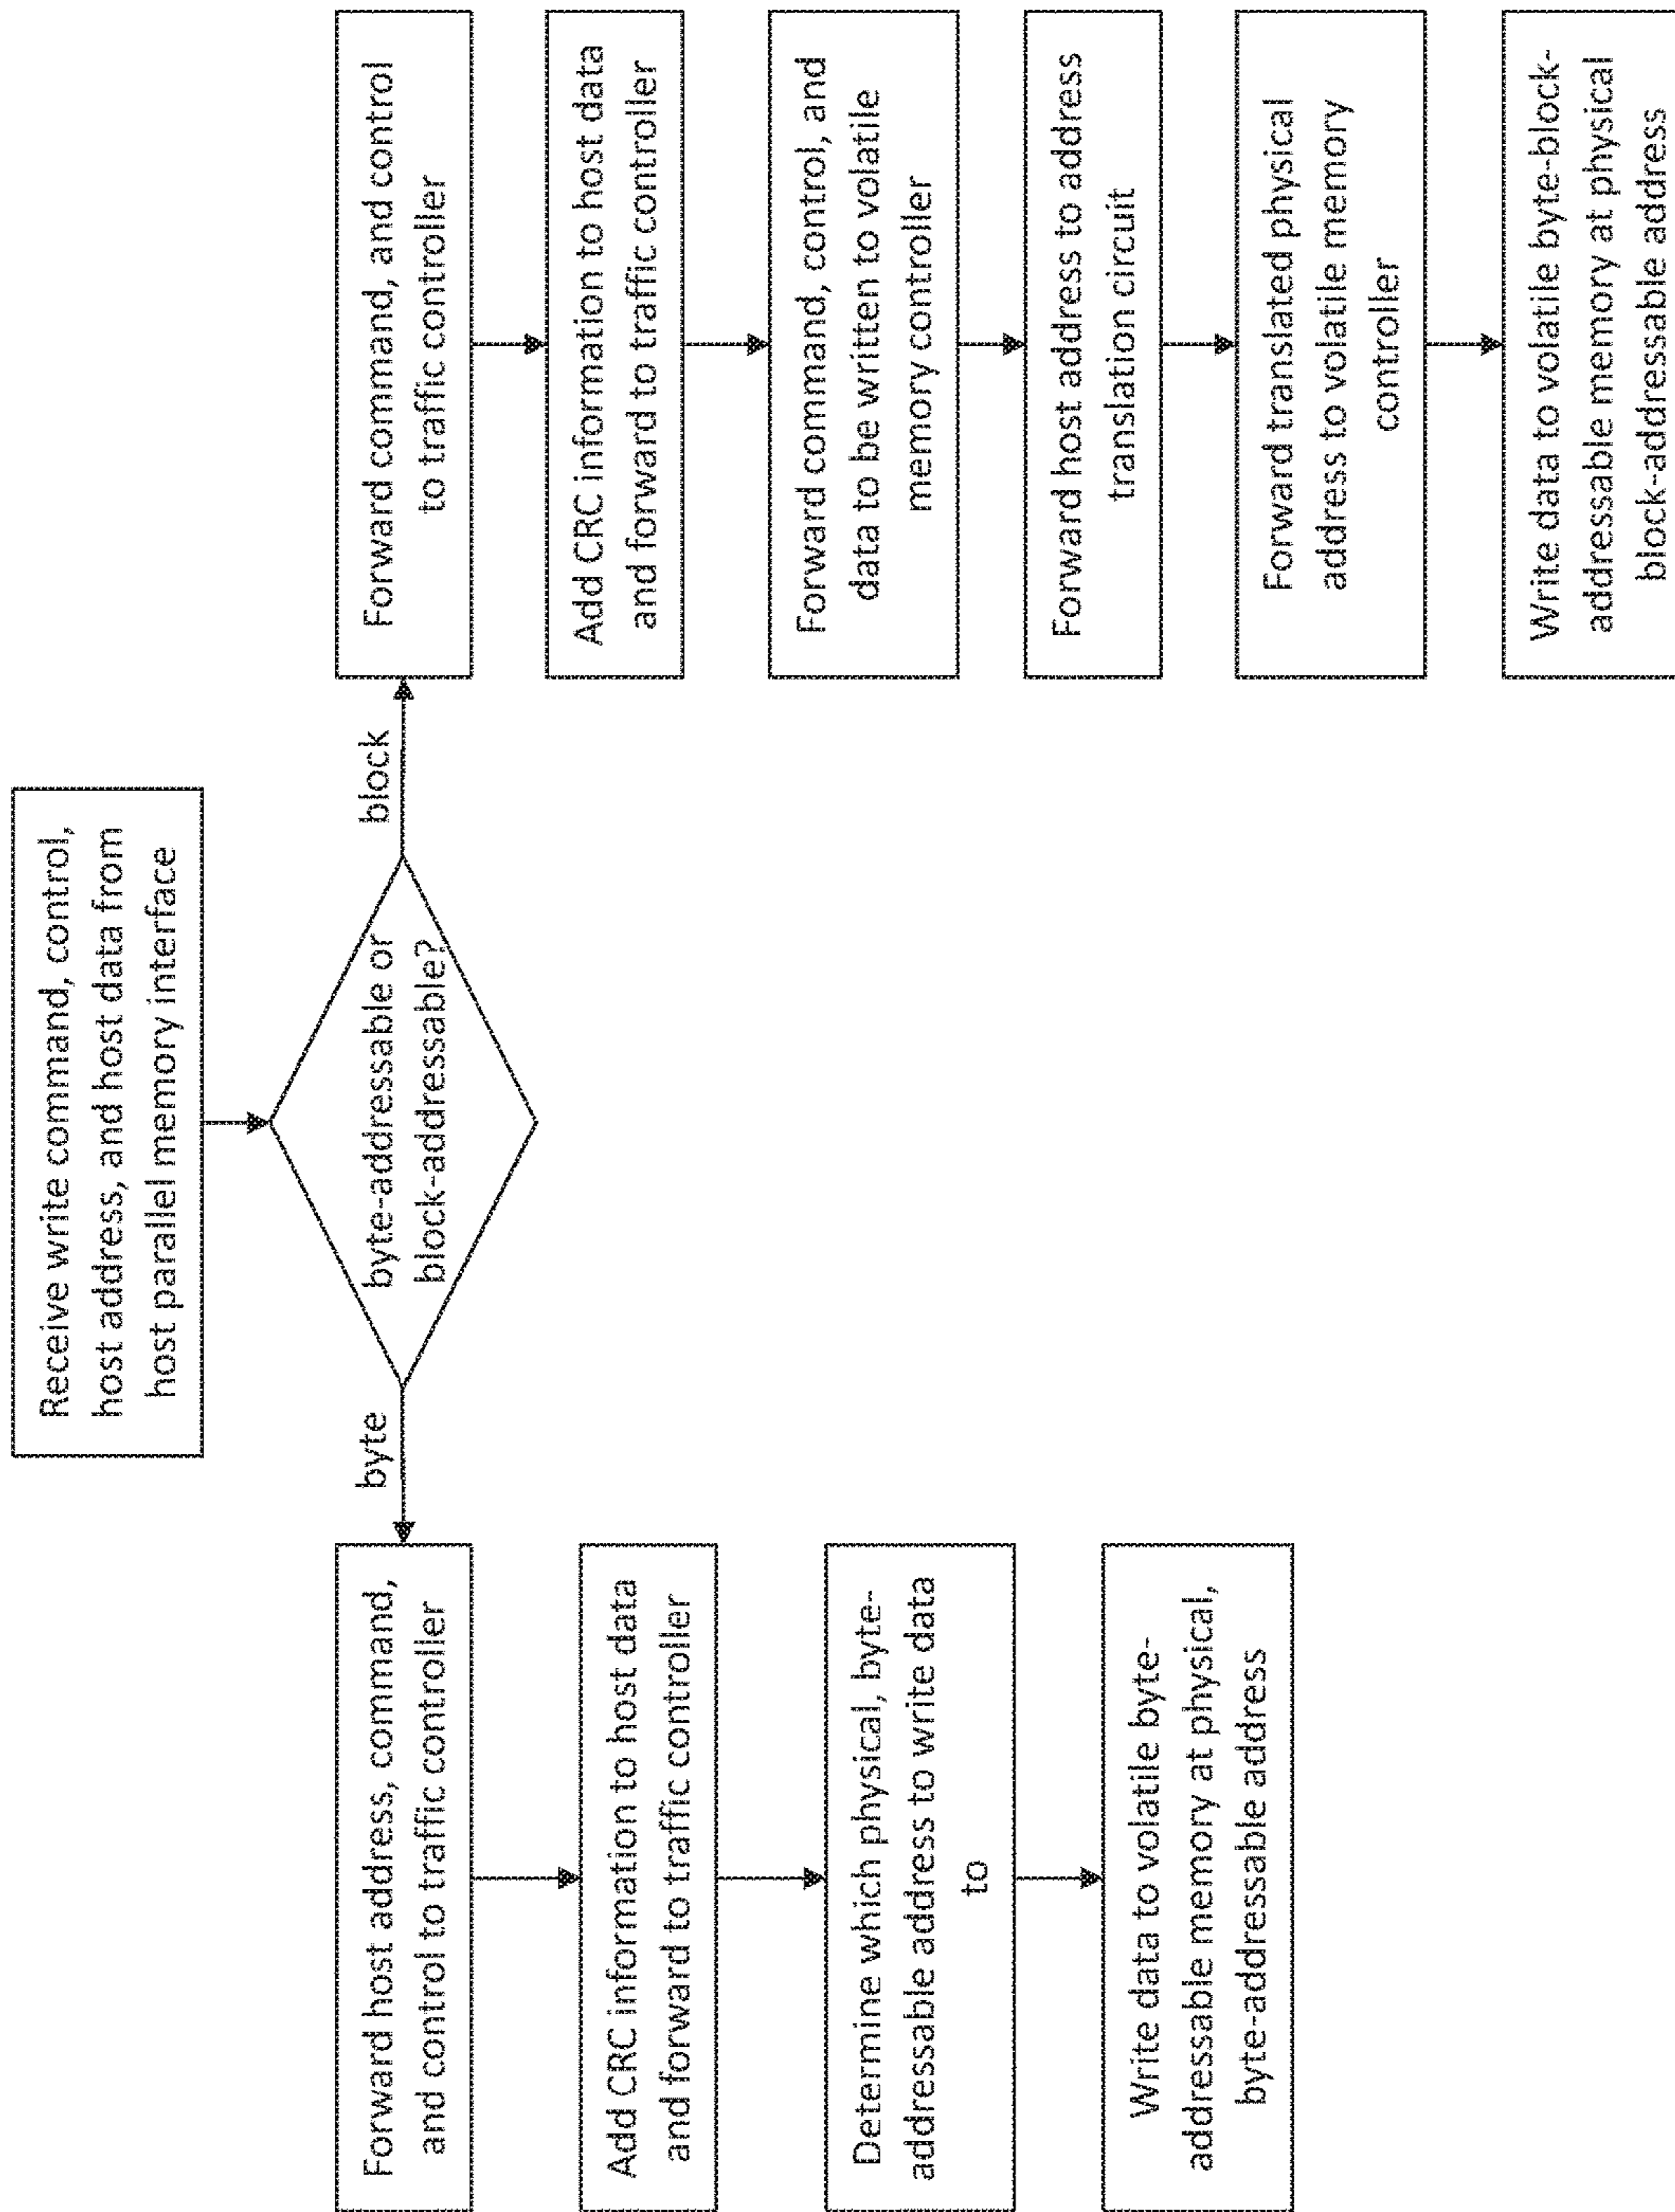 Receive write command, control,
host address, and host data from
host parallel memory interface
byte-addressable or
block-addressable?
byte
block
Forward host address, command,
and control to traffic controller
Add CRC information to host data
and forward to traffic controller
Determine which physical, byte-
addressable address to write data
to
Write data to volatile byte-
addressable memory at physical,
byte-addressable address
Forward command, and control
to traffic controller
Add CRC information to host data
and forward to traffic controller
Forward command, control, and
data to be written to volatile
memory controller
Forward host address to address
translation circuit
Forward translated physical
address to volatile memory
controller
Write data to volatile byte-block-
addressable memory at physical
block-addressable address